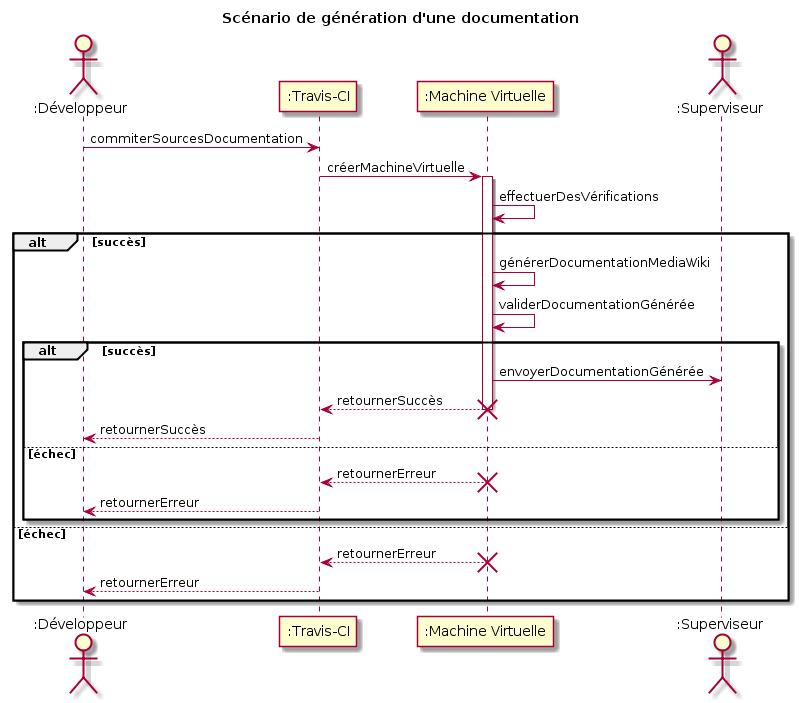 Scénario de génération d'une documentation
:Développeur
:Travis-CI
:Machine Virtuelle
:Superviseur
commiterSourcesDocumentation
créerMachineVirtuelle
effectuerDesVérifications
alt
[succès]
générerDocumentationMediaWiki
validerDocumentationGénérée
alt
[succès]
envoyerDocumentationGénérée
retournerSuccès
retournerSuccès
[échec]
retournerErreur
retournerErreur
[échec]
retournerErreur
retournerErreur
:Développeur
:Travis-CI
:Machine Virtuelle
:Superviseur